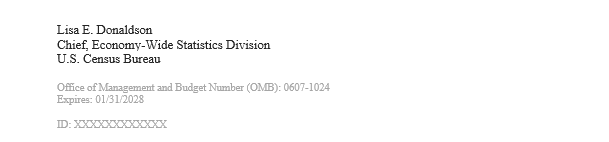 Lisa E. Donaldson
Chief, Economy-Wide Statistics Division
U.S. Census Bureau
Office of Management and Budget Number (OMB): 0607-1024
Expires: 01/31/2028
ID: XXXXXXXXXXXX